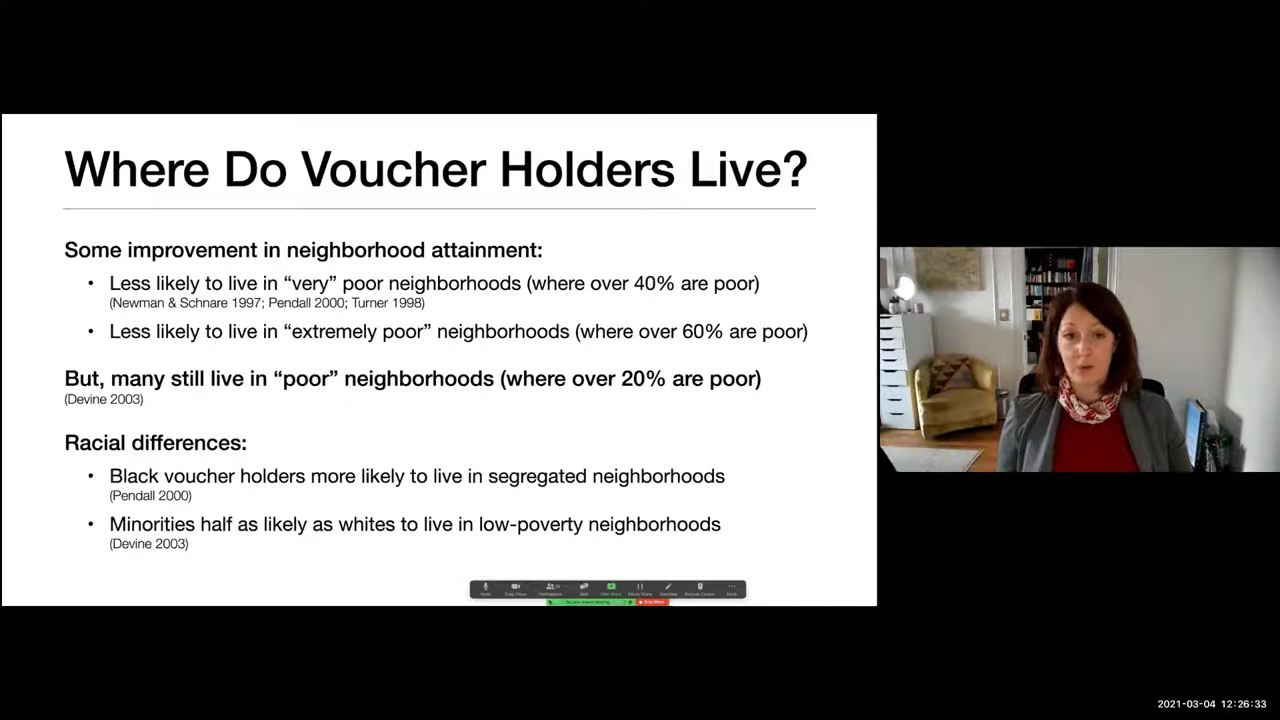 Where Do Voucher Holders Live?
Some improvement in neighborhood attainment:
• Less likely to live in “very” poor neighborhoods (where over 40% are poor)
(Newman & Schnare 1997; Pendall 2000; Turner 1998)
• Less likely to live in “extremely poor” neighborhoods (where over 60% are poor)
But, many still live in “poor” neighborhoods (where over 20% are poor)
(Devine 2003)
Racial differences:
• Black voucher holders more likely to live in segregated neighborhoods
(Pendall 2000)
• Minorities half as likely as whites to live in low-poverty neighborhoods
(Devine 2003)
2021-03-04 12:26:33